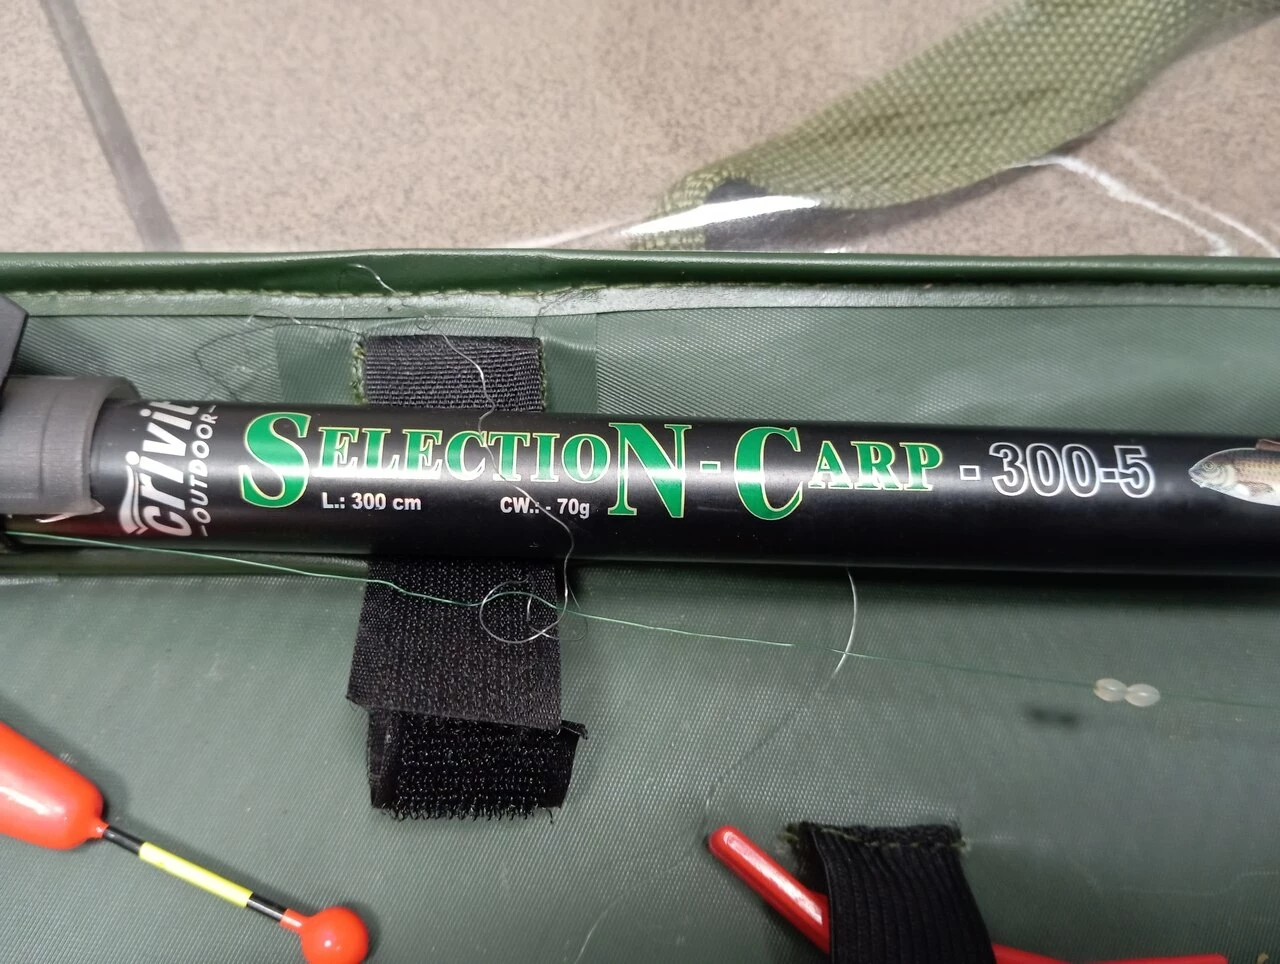 crivit
-OUTDOOR-
SELECTION - CARP - 300-5
L.: 300 cm CW.: - 70g